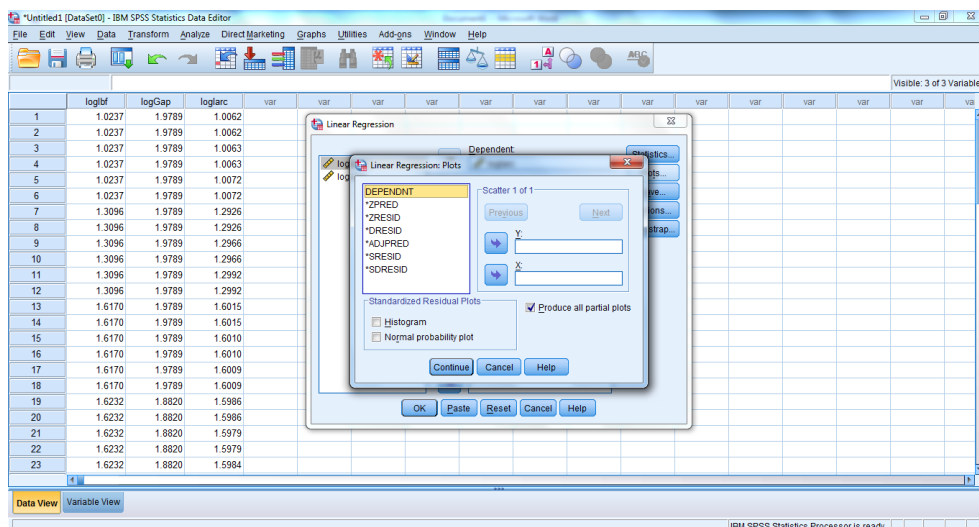 *Untitled1 [DataSet0] - IBM SPSS Statistics Data Editor
File Edit View Data Transform Analyze Direct Marketing Graphs Utilities Add-ons Window Help
Visible: 3 of 3 Variable
logIbf logGap logIarc var var var var var var var var var var var var va
1 1.0237 1.9789 1.0062
2 1.0237 1.9789 1.0062
3 1.0237 1.9789 1.0063
4 1.0237 1.9789 1.0063
5 1.0237 1.9789 1.0072
6 1.0237 1.9789 1.0072
7 1.3096 1.9789 1.2926
8 1.3096 1.9789 1.2926
9 1.3096 1.9789 1.2966
10 1.3096 1.9789 1.2966
11 1.3096 1.9789 1.2992
12 1.3096 1.9789 1.2992
13 1.6170 1.9789 1.6015
14 1.6170 1.9789 1.6015
15 1.6170 1.9789 1.6010
16 1.6170 1.9789 1.6010
17 1.6170 1.9789 1.6009
18 1.6170 1.9789 1.6009
19 1.6232 1.8820 1.5986
20 1.6232 1.8820 1.5986
21 1.6232 1.8820 1.5979
22 1.6232 1.8820 1.5979
23 1.6232 1.8820 1.5984
Linear Regression
Dependent:
Statistics...
log
log
OK Paste Reset Cancel Help
Linear Regression: Plots
DEPENDNT
*ZPRED
*ZRESID
*DRESID
*ADJPRED
*SRESID
*SDRESID
Scatter 1 of 1
Previous Next
Y:
X:
Standardized Residual Plots
Histogram
Normal probability plot
Produce all partial plots
Continue Cancel Help
Data View Variable View
IBM SPSS Statistics Processor is ready